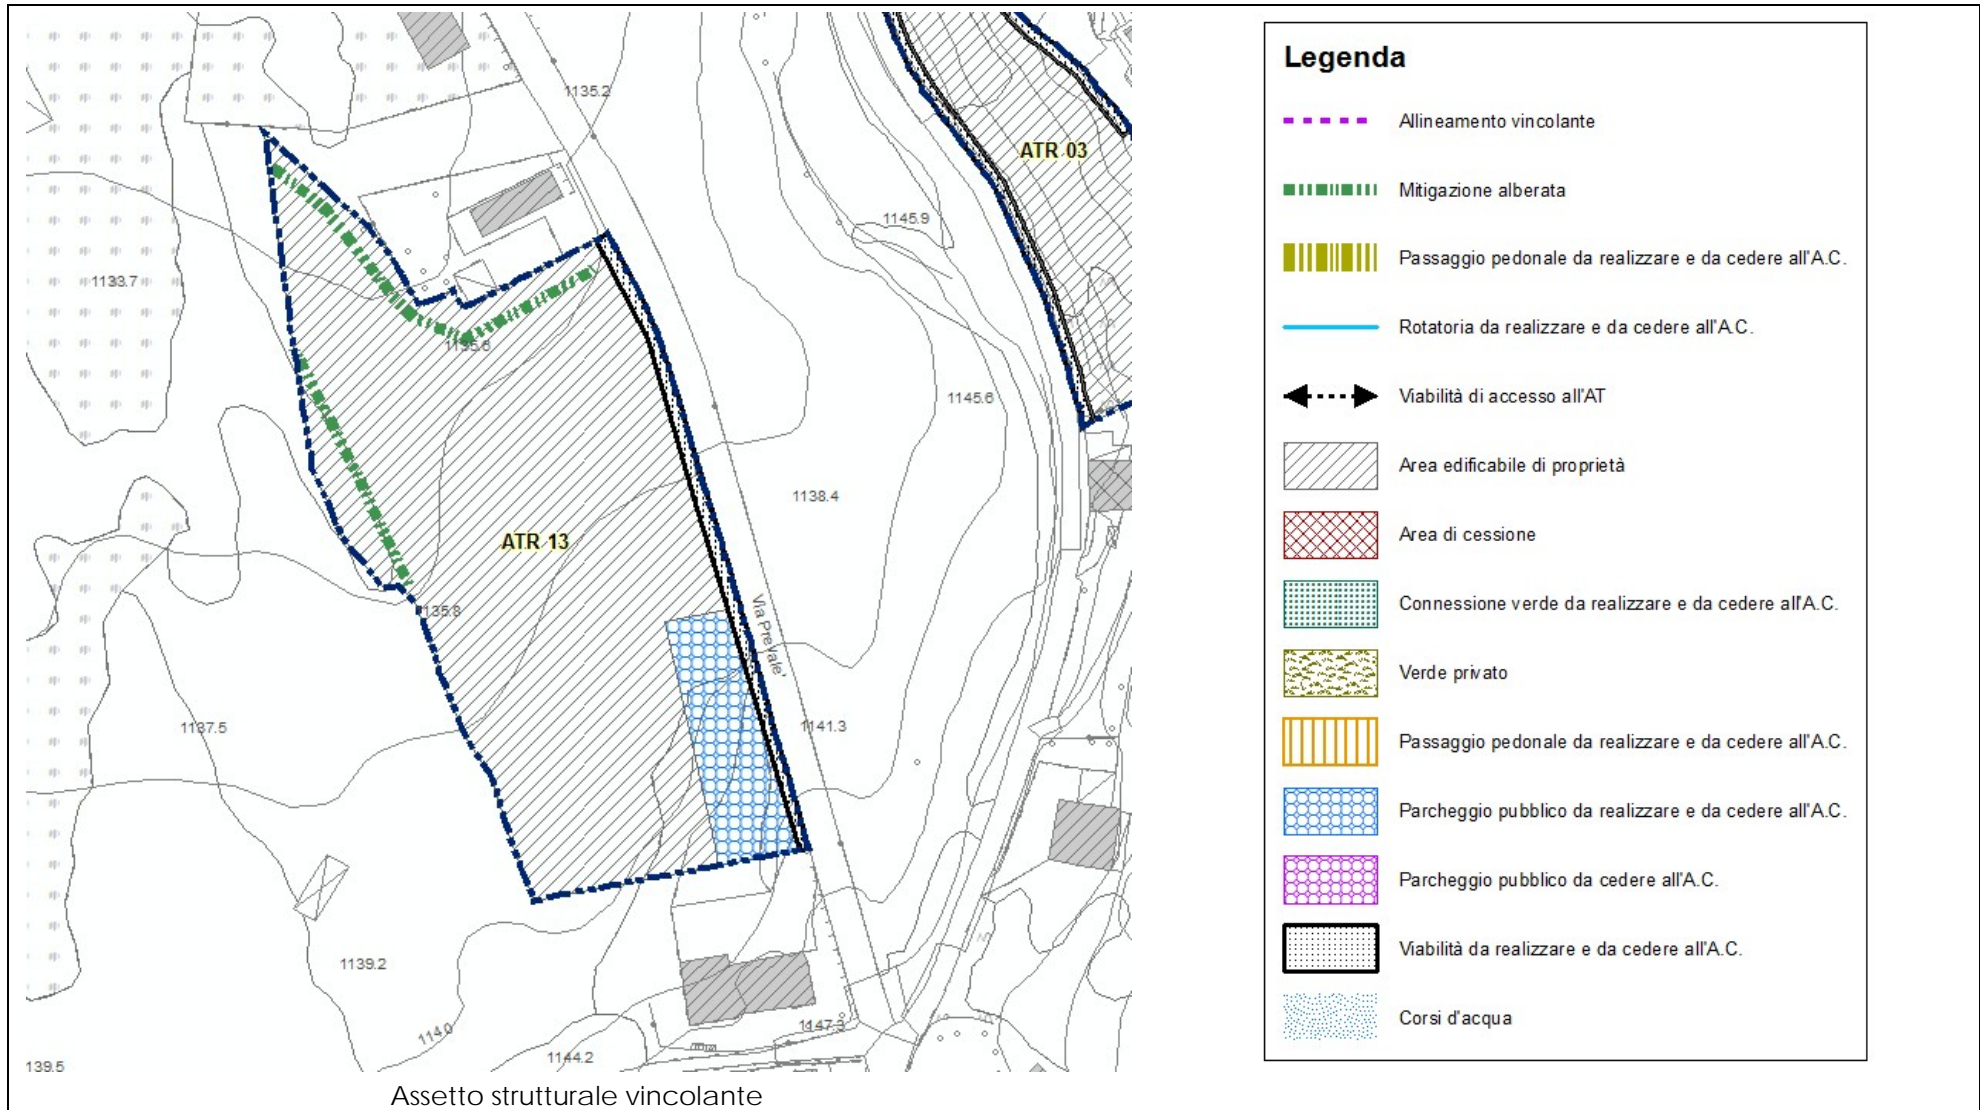 1135.2
ATR 03
1145.9
1133.7
1135.6
1145.6
1138.4
ATR 13
1135.8
Via Prevale'
1137.5
1141.3
1139.2
1140
1147.3
1144.2
139.5
Assetto strutturale vincolante
Legenda
Allineamento vincolante
Mitigazione alberata
Passaggio pedonale da realizzare e da cedere all'A.C.
Rotatoria da realizzare e da cedere all'A.C.
Viabilità di accesso all'AT
Area edificabile di proprietà
Area di cessione
Connessione verde da realizzare e da cedere all'A.C.
Verde privato
Passaggio pedonale da realizzare e da cedere all'A.C.
Parcheggio pubblico da realizzare e da cedere all'A.C.
Parcheggio pubblico da cedere all'A.C.
Viabilità da realizzare e da cedere all'A.C.
Corsi d'acqua